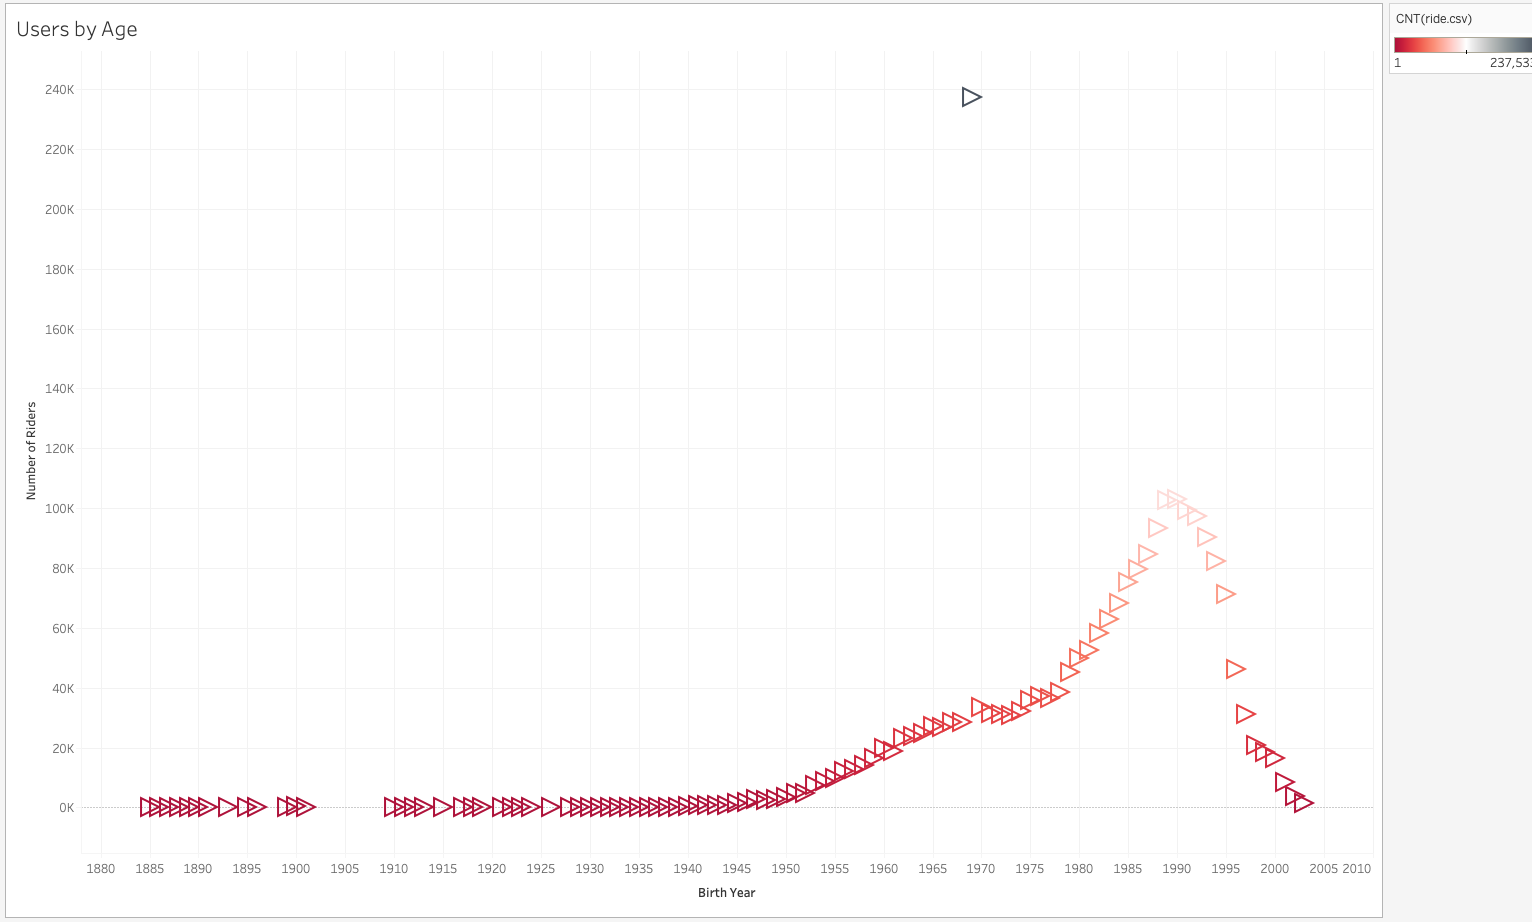 Users by Age
CNT(ride.csv)
1 237,533
240K
220K
200K
180K
160K
140K
120K
100K
80K
60K
40K
20K
0K
Number of Riders
1880 1885 1890 1895 1900 1905 1910 1915 1920 1925 1930 1935 1940 1945 1950 1955 1960 1965 1970 1975 1980 1985 1990 1995 2000 2005 2010
Birth Year